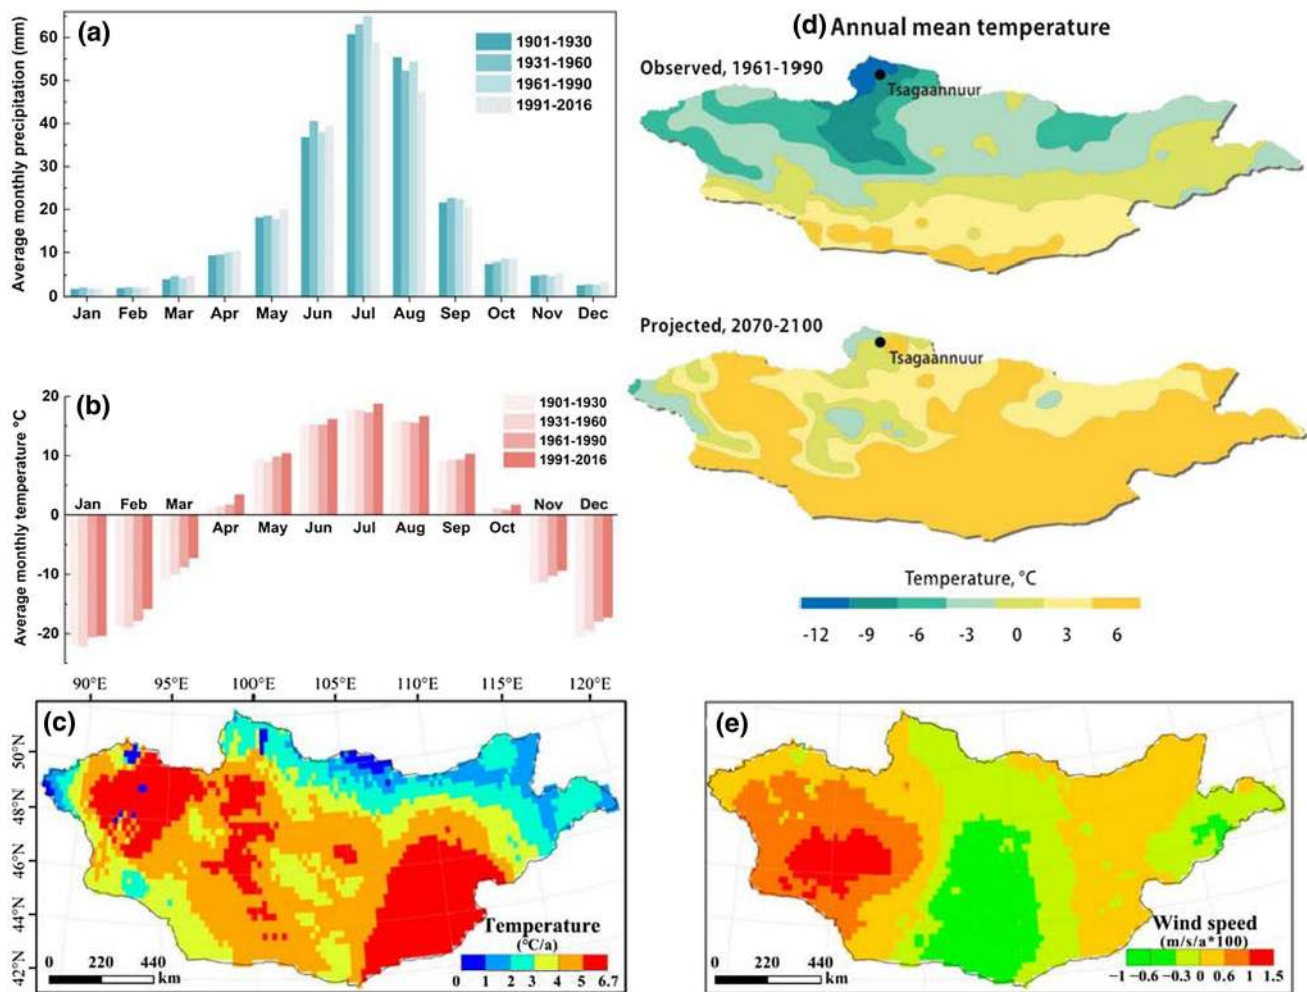 (a)
Average monthly precipitation (mm)
60
50
40
30
20
10
0
1901-1930
1931-1960
1961-1990
1991-2016
Jan Feb Mar Apr May Jun Jul Aug Sep Oct Nov Dec
(b)
Average monthly temperature °C
20
10
0
-10
-20
1901-1930
1931-1960
1961-1990
1991-2016
Jan Feb Mar Nov Dec
Apr May Jun Jul Aug Sep Oct
(d) Annual mean temperature
Observed, 1961-1990
Tsagaannuur
Projected, 2070-2100
Tsagaannuur
Temperature, °C
-12 -9 -6 -3 0 3 6
90°E 95°E 100°E 105°E 110°E 115°E 120°E
(c)
50°N
48°N
46°N
44°N
42°N
Temperature
(°C/a)
0 1 2 3 4 5 6.7
0 220 440
km
(e)
Wind speed
(m/s/a*100)
−1 −0.6 −0.3 0 0.6 1 1.5
0 220 440
km